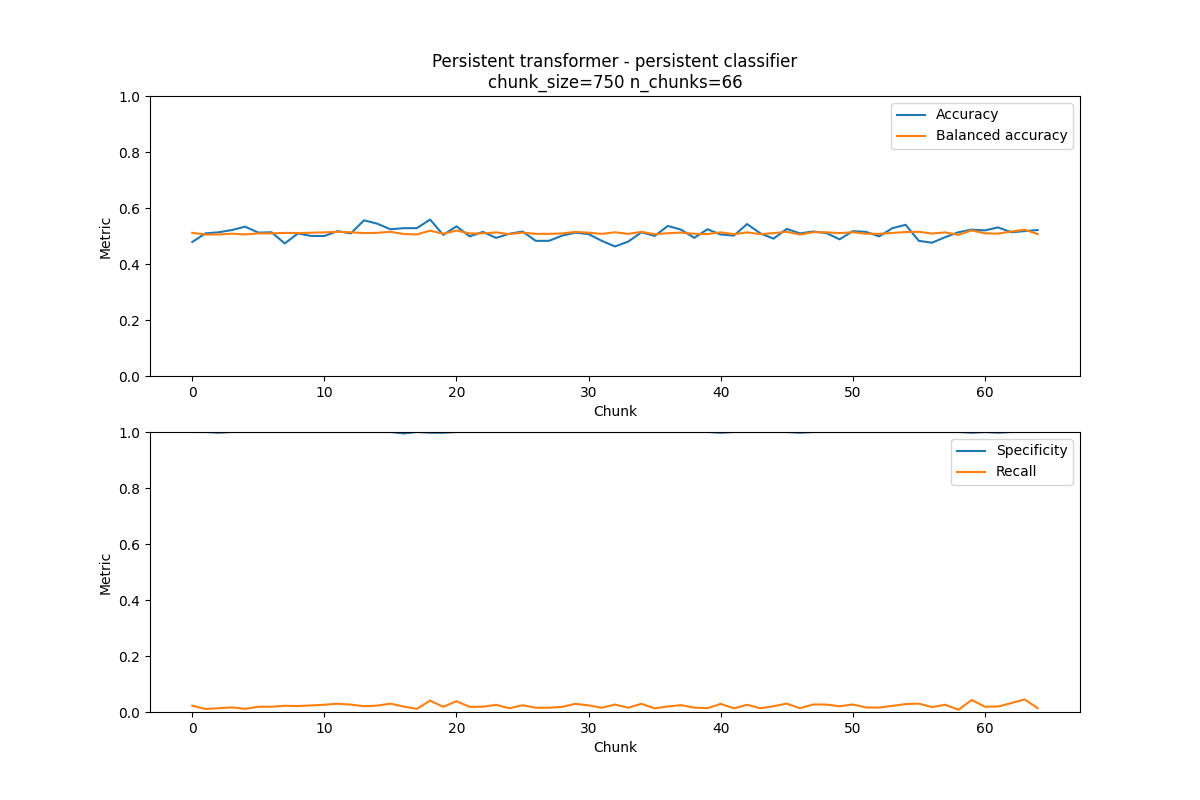 Persistent transformer - persistent classifier
chunk_size=750 n_chunks=66
1.0
0.8
0.6
0.4
0.2
0.0
Metric
Accuracy
Balanced accuracy
0 10 20 30 40 50 60
Chunk
1.0
0.8
0.6
0.4
0.2
0.0
Metric
Specificity
Recall
0 10 20 30 40 50 60
Chunk